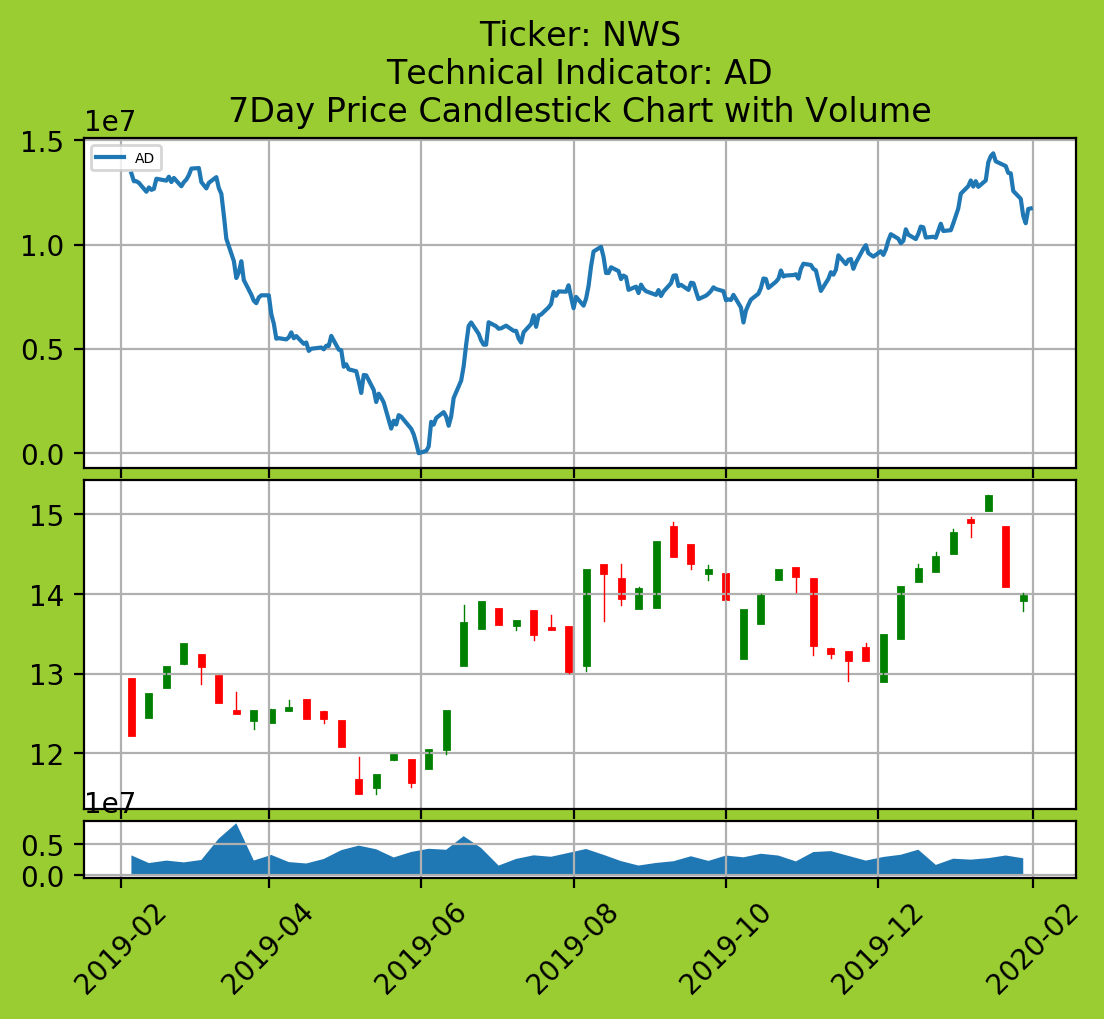 Ticker: NWS
Technical Indicator: AD
7Day Price Candlestick Chart with Volume
1e7
1.5
AD
1.0
0.5
0.0
15
14
13
12
1e7
0.5
0.0
2019-02
2019-04
2019-06
2019-08
2019-10
2019-12
2020-02